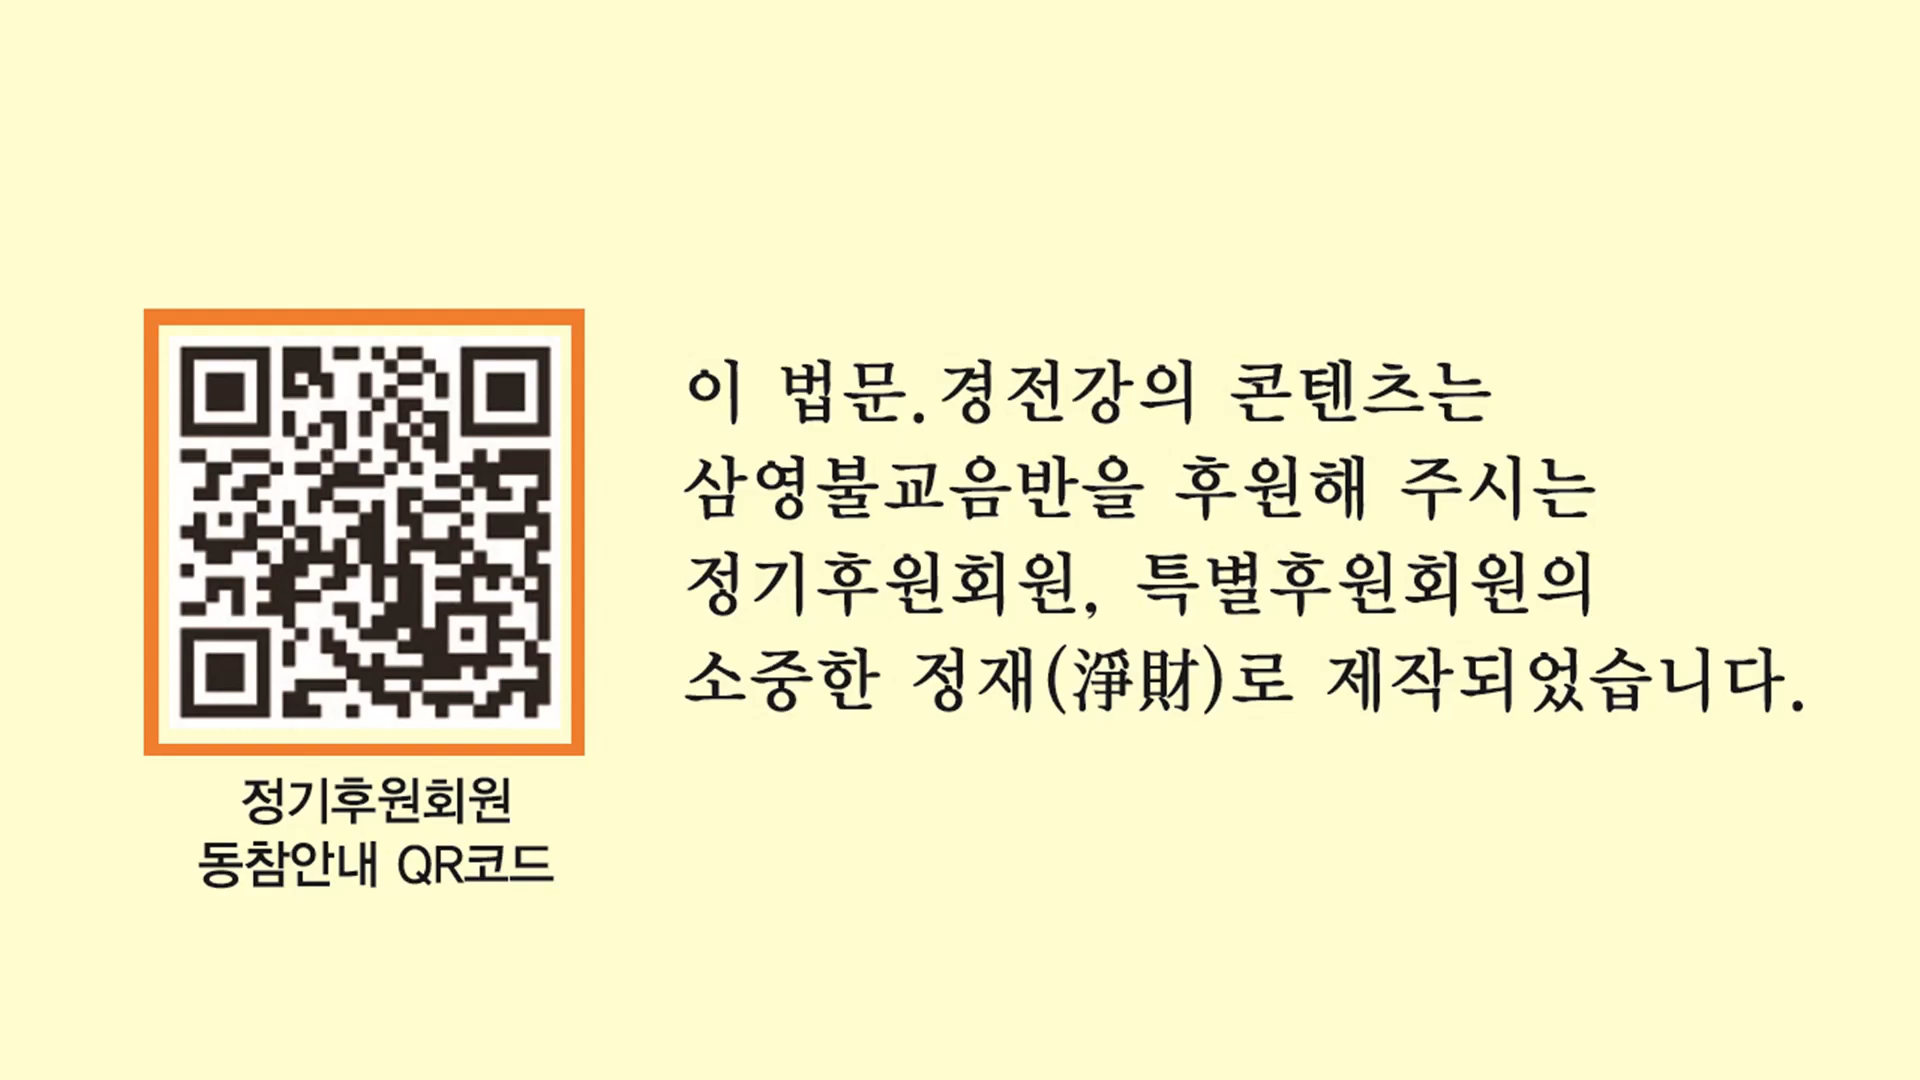 이 법문.경전강의 콘텐츠는
삼영불교음반을 후원해 주시는
정기후원회원, 특별후원회원의
소중한 정재(淨財)로 제작되었습니다.
정기후원회원
동참안내 QR코드